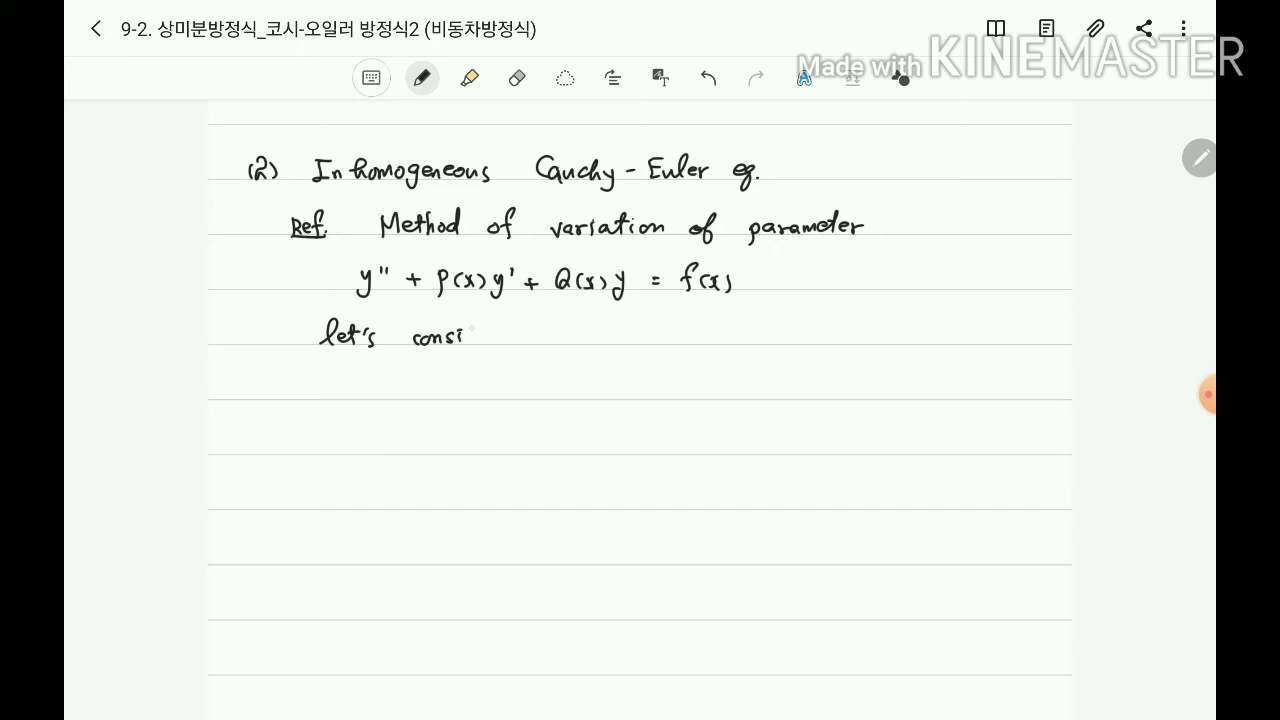 9-2. 상미분방정식_코시-오일러 방정식2 (비동차방정식)
Made with KINEMASTER
(2) Inhomogeneous Cauchy - Euler eq.
Ref. Method of variation of parameter
y'' + P(x)y' + Q(x)y = f(x)
let's consi